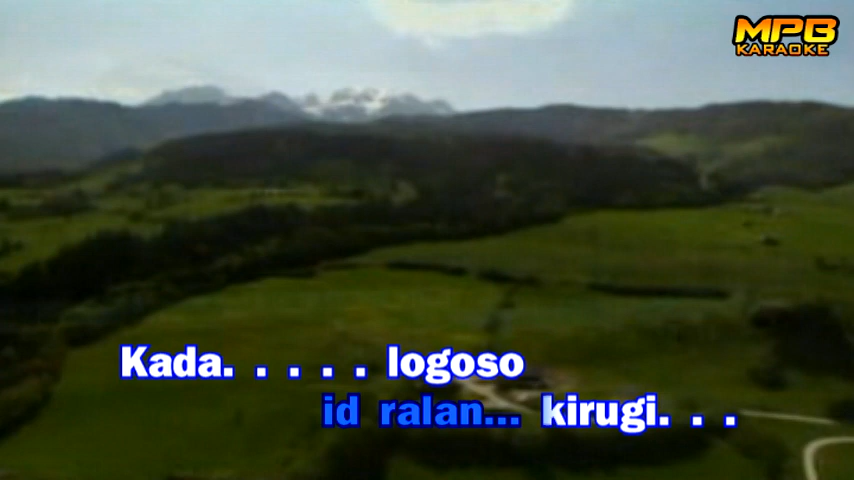 MPB
KARAOKE
Kada. . . . . logoso
id ralan... kirugi. . .